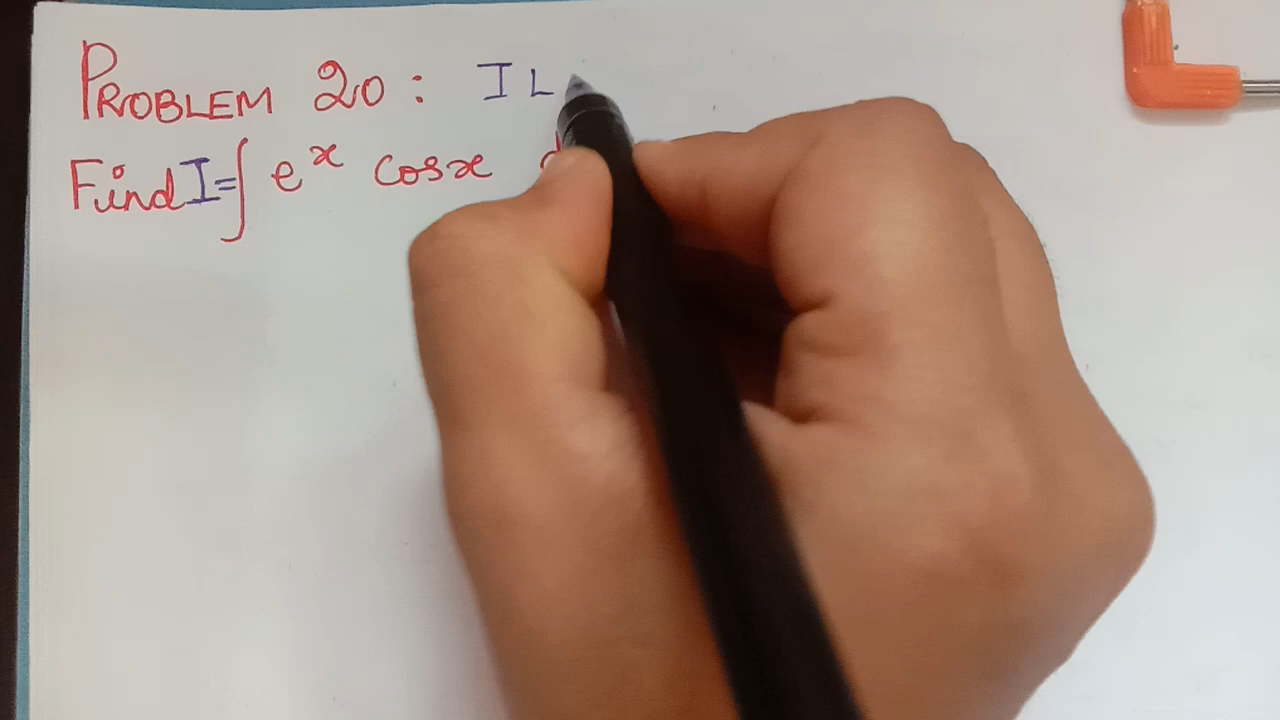 PROBLEM 20 : I L
Find I = ∫ e^x cosx d